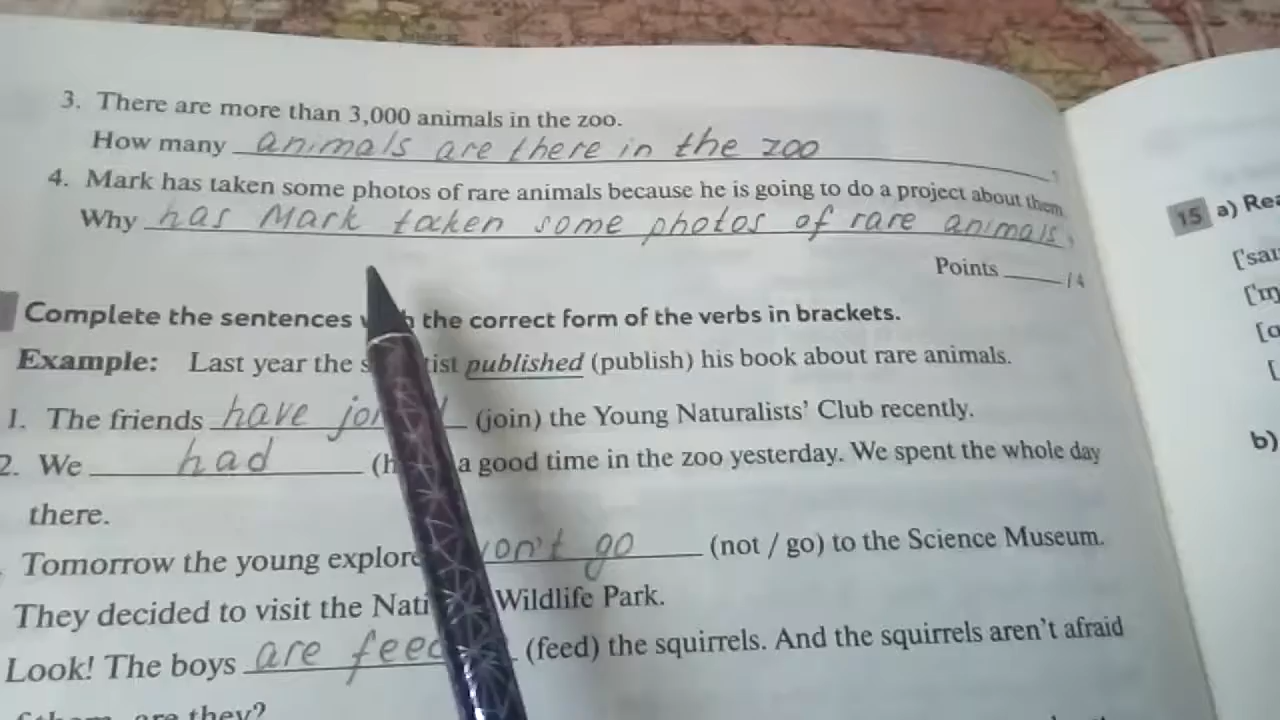 3. There are more than 3,000 animals in the zoo.
How many animals are there in the zoo ?
4. Mark has taken some photos of rare animals because he is going to do a project about them
Why has Mark taken some photos of rare animals ?
Points ____ /4
15 a)
Complete the sentences the correct form of the verbs in brackets.
Example: Last year the published (publish) his book about rare animals.
1. The friends have (join) the Young Naturalists' Club recently.
2. We had a good time in the zoo yesterday. We spent the whole day
there.
b)
Tomorrow the young go (not / go) to the Science Museum.
They decided to visit the Wildlife Park.
Look! The boys are (feed) the squirrels. And the squirrels aren't afraid
are they?